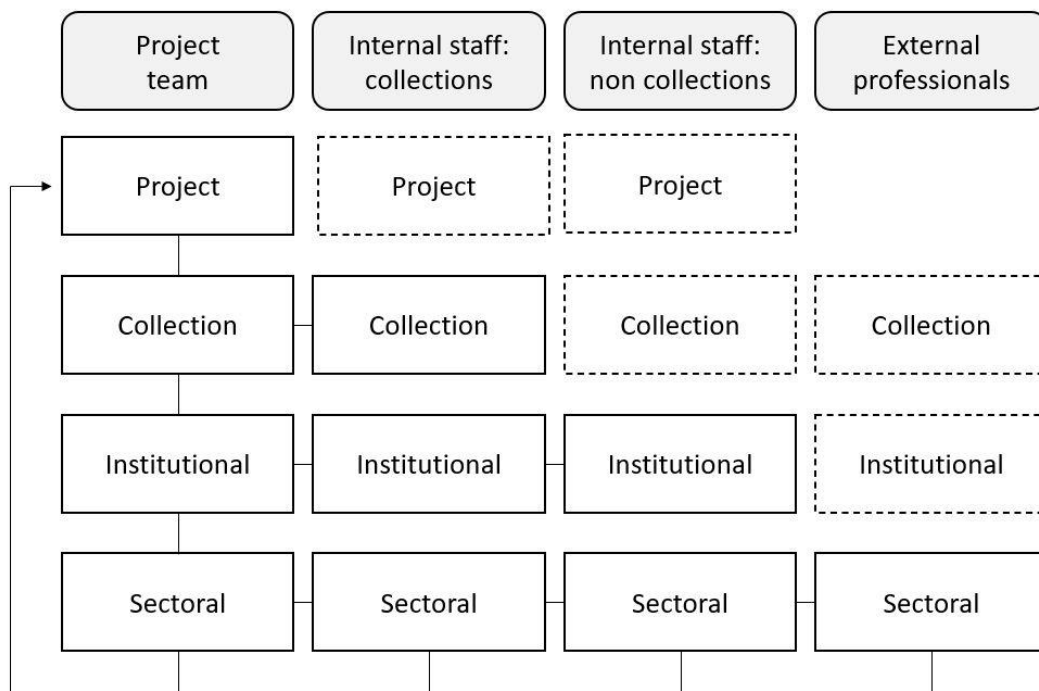 Project
team
Internal staff:
collections
Internal staff:
non collections
External
professionals
Project
Project
Project
Collection
Collection
Collection
Collection
Institutional
Institutional
Institutional
Institutional
Sectoral
Sectoral
Sectoral
Sectoral